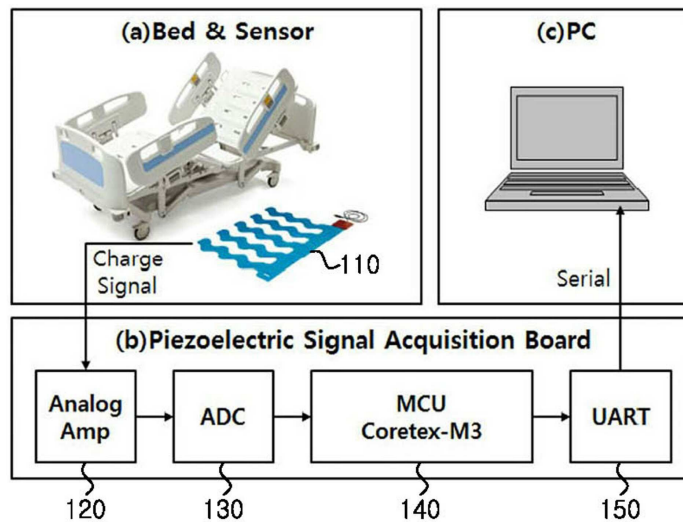 (a)Bed & Sensor
(c)PC
110
Charge
Signal
Serial
(b)Piezoelectric Signal Acquisition Board
Analog
Amp
ADC
MCU
Coretex-M3
UART
120
130
140
150